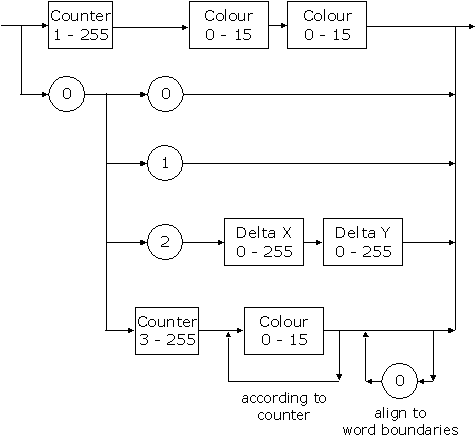 Counter
1 - 255
Colour
0 - 15
Colour
0 - 15
0
0
1
2
Delta X
0 - 255
Delta Y
0 - 255
Counter
3 - 255
Colour
0 - 15
according to
counter
0
align to
word boundaries